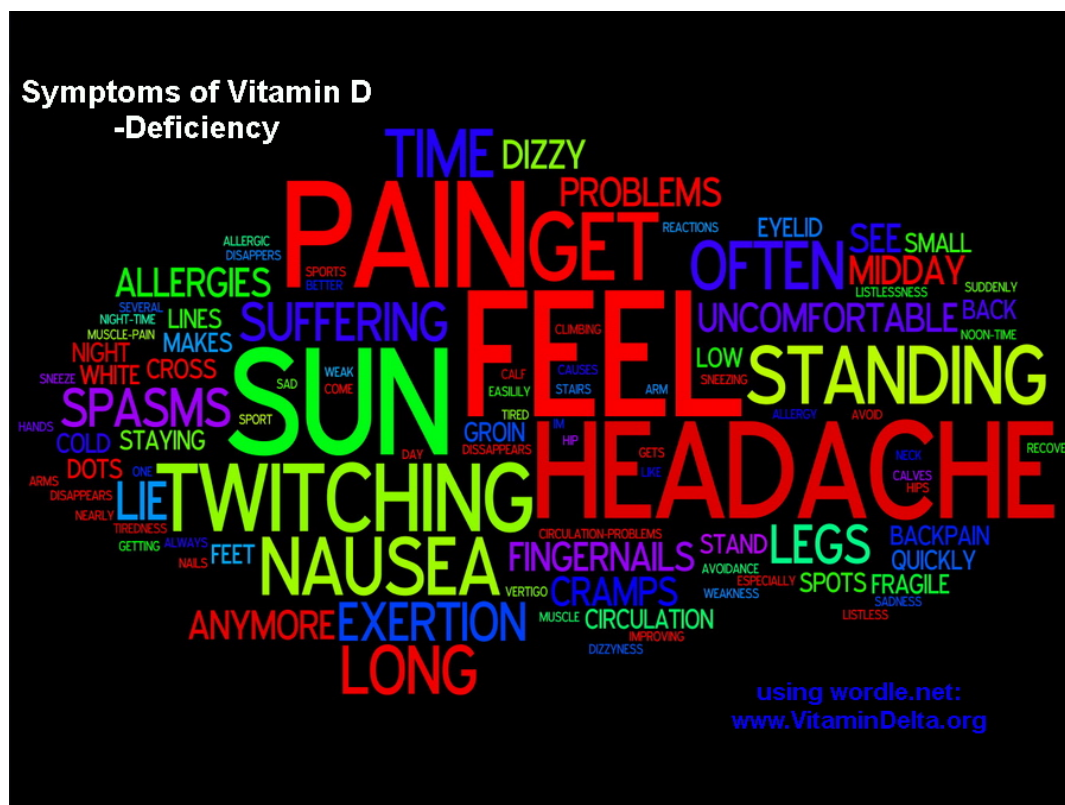 Symptoms of Vitamin D
-Deficiency
TIME DIZZY
PAIN GET PROBLEMS
REACTIONS EYELID SEE SMALL
ALLERGIC
DISAPPERS
SPORTS
BETTER
OFTEN MIDDAY
LISTLESSNESS SUDDENLY
ALLERGIES
SEVERAL
NIGHT-TIME LINES SUFFERING FEEL UNCOMFORTABLE BACK
MUSCLE-PAIN MAKES CLIMBING NOON-TIME
NIGHT CROSS SUN LOW STANDING
SNEEZE WHITE SAD WEAK COME CALF CAUSES SNEEZING
EASILILY STAIRS ARM
SPASMS SPORT TIRED ALLERGY AVOID
HANDS COLD STAYING GROIN IM HIP HEADACHE
DISSAPPEARS DAY GETS NECK RECOVE
DOTS ONE LIKE CALVES
ARMS HIPS
DISAPPEARS LIE TWITCHING
NEARLY
TIREDNESS CIRCULATION-PROBLEMS
GETTING ALWAYS FEET NAUSEA FINGERNAILS STAND LEGS BACKPAIN
NAILS AVOIDANCE QUICKLY
VERTIGO CRAMPS ESPECIALLY SPOTS FRAGILE
WEAKNESS SADNESS
ANYMORE EXERTION MUSCLE CIRCULATION LISTLESS
IMPROVING
LONG DIZZYNESS
using wordle.net:
www.VitaminDelta.org